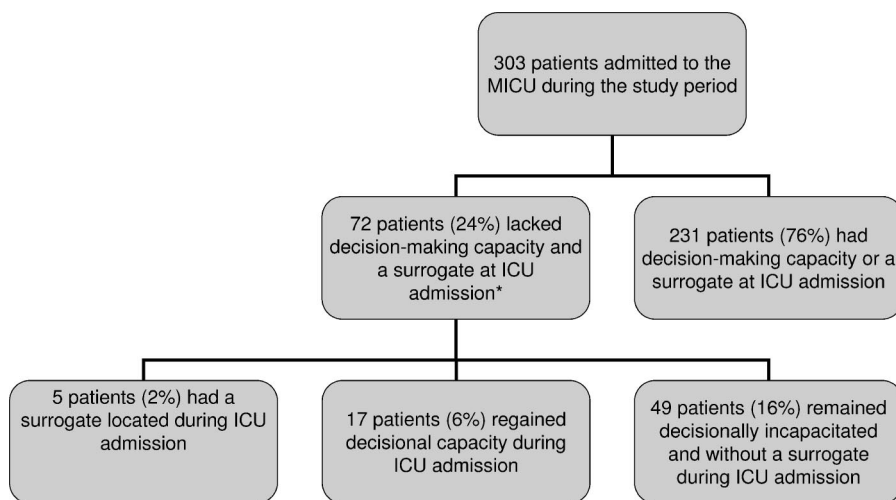 303 patients admitted to the
MICU during the study period
72 patients (24%) lacked
decision-making capacity and
a surrogate at ICU
admission*
231 patients (76%) had
decision-making capacity or a
surrogate at ICU admission
5 patients (2%) had a
surrogate located during ICU
admission
17 patients (6%) regained
decisional capacity during
ICU admission
49 patients (16%) remained
decisionally incapacitated
and without a surrogate
during ICU admission